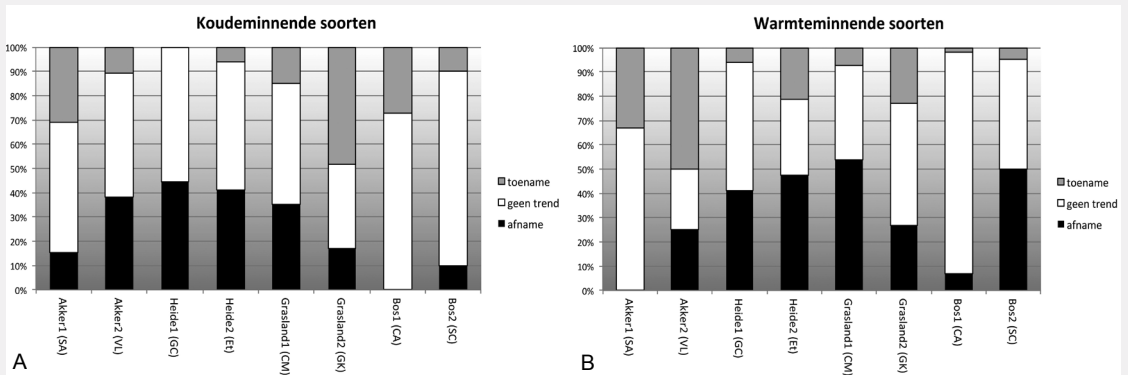 Koudeminnende soorten
100%
90%
80%
70%
60%
50%
40%
30%
20%
10%
0%
Akker1 (SA)
Akker2 (VL)
Heide1 (GC)
Heide2 (Et)
Grasland1 (CM)
Grasland2 (GK)
Bos1 (CA)
Bos2 (SC)
toename
geen trend
afname
A
Warmteminnende soorten
100%
90%
80%
70%
60%
50%
40%
30%
20%
10%
0%
Akker1 (SA)
Akker2 (VL)
Heide1 (GC)
Heide2 (Et)
Grasland1 (CM)
Grasland2 (GK)
Bos1 (CA)
Bos2 (SC)
toename
geen trend
afname
B